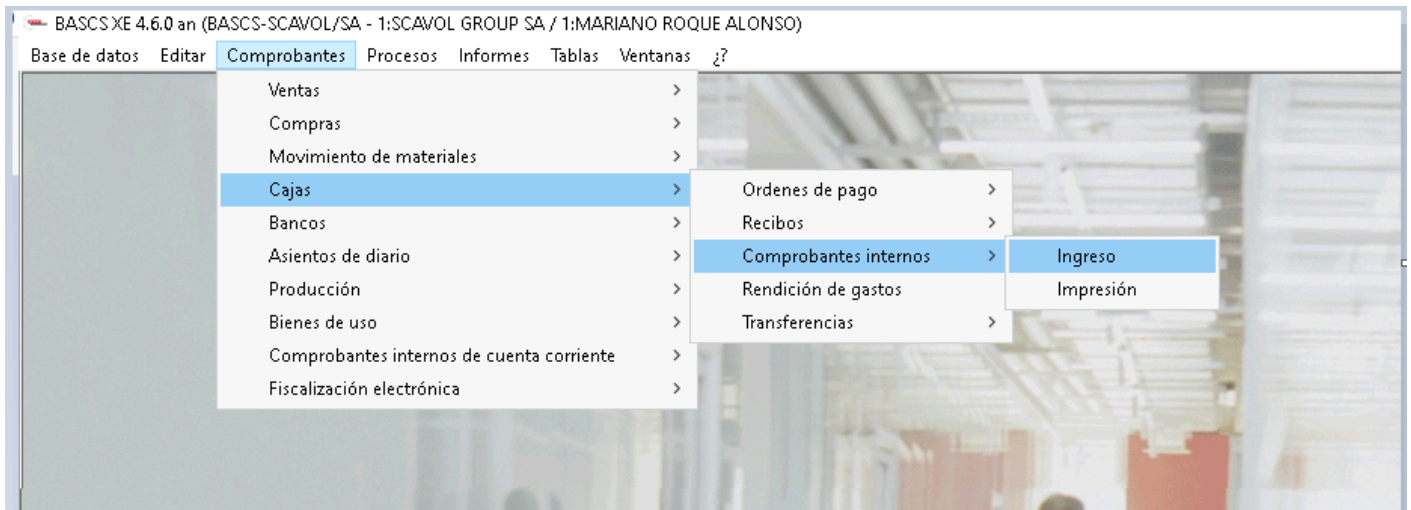 BASCS XE 4.6.0 an (BASCS-SCAVOL/SA - 1:SCAVOL GROUP SA / 1:MARIANO ROQUE ALONSO)
Base de datos Editar Comprobantes Procesos Informes Tablas Ventanas ¿?
Ventas
Compras
Movimiento de materiales
Cajas
Bancos
Asientos de diario
Producción
Bienes de uso
Comprobantes internos de cuenta corriente
Fiscalización electrónica
Ordenes de pago
Recibos
Comprobantes internos
Rendición de gastos
Transferencias
Ingreso
Impresión